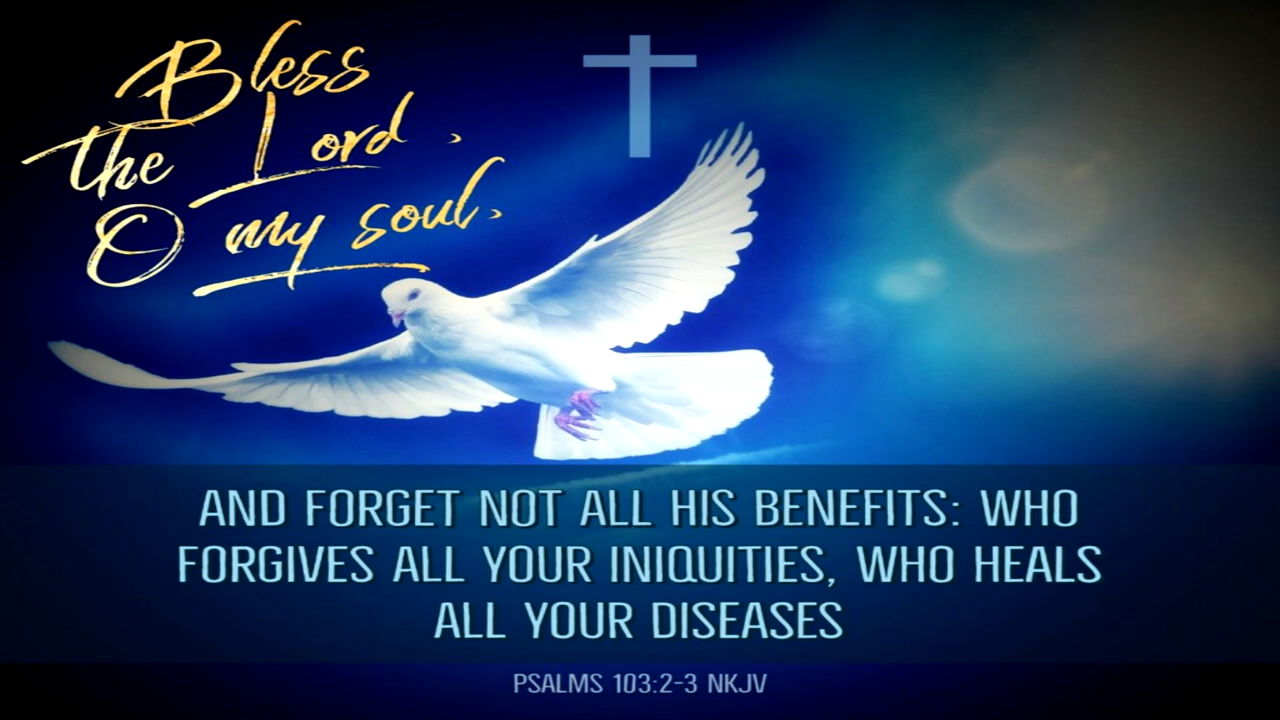 Bless
the Lord,
O my soul,
AND FORGET NOT ALL HIS BENEFITS: WHO
FORGIVES ALL YOUR INIQUITIES, WHO HEALS
ALL YOUR DISEASES
PSALMS 103:2-3 NKJV